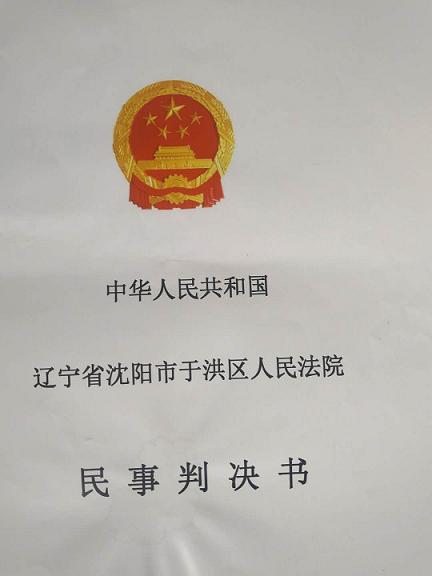 中华人民共和国
辽宁省沈阳市于洪区人民法院
民事判决书